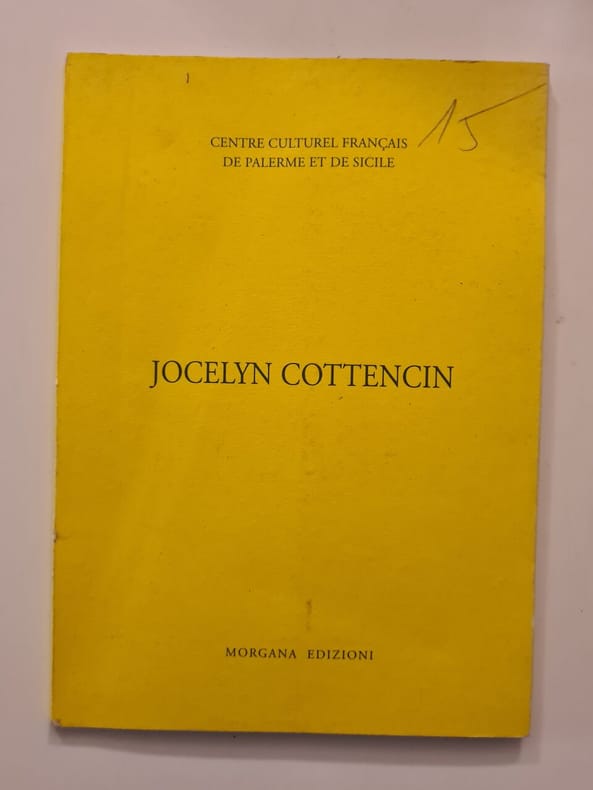 15
CENTRE CULTUREL FRANÇAIS
DE PALERME ET DE SICILE
JOCELYN COTTENCIN
MORGANA EDIZIONI